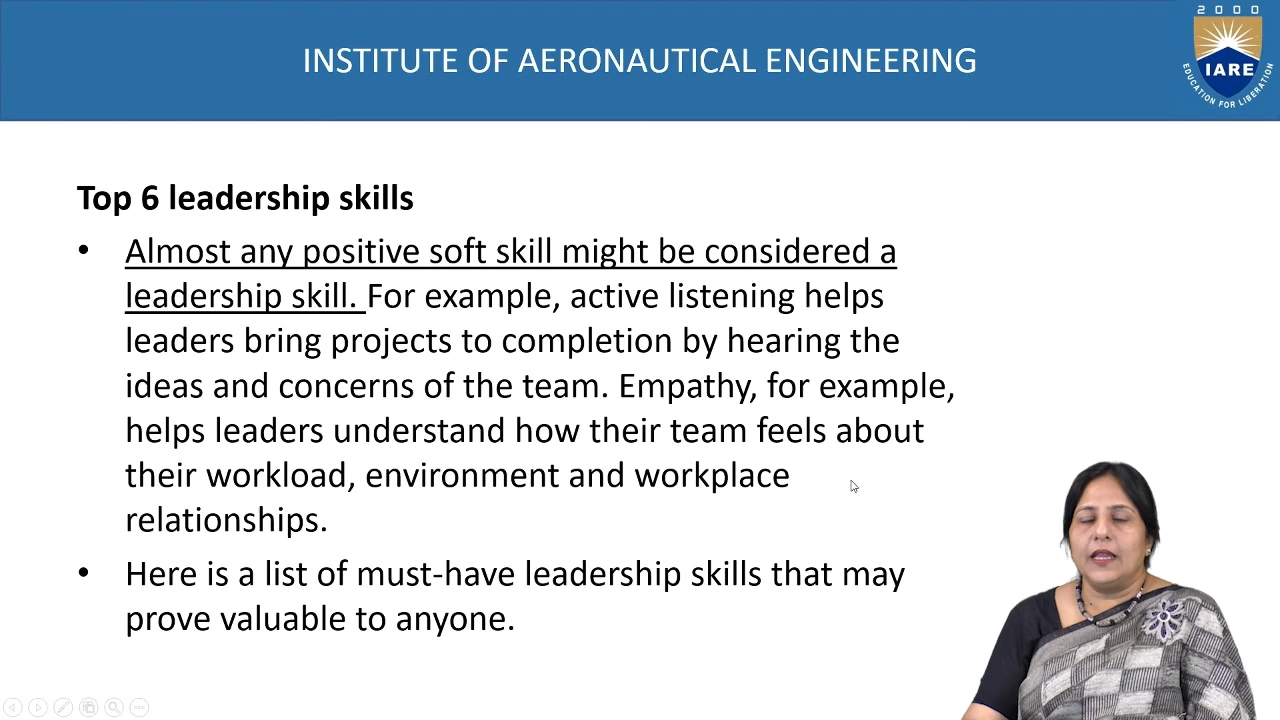 2000
INSTITUTE OF AERONAUTICAL ENGINEERING
IARE
EDUCATION FOR LIBERATION
Top 6 leadership skills
• Almost any positive soft skill might be considered a
leadership skill. For example, active listening helps
leaders bring projects to completion by hearing the
ideas and concerns of the team. Empathy, for example,
helps leaders understand how their team feels about
their workload, environment and workplace
relationships.
• Here is a list of must-have leadership skills that may
prove valuable to anyone.